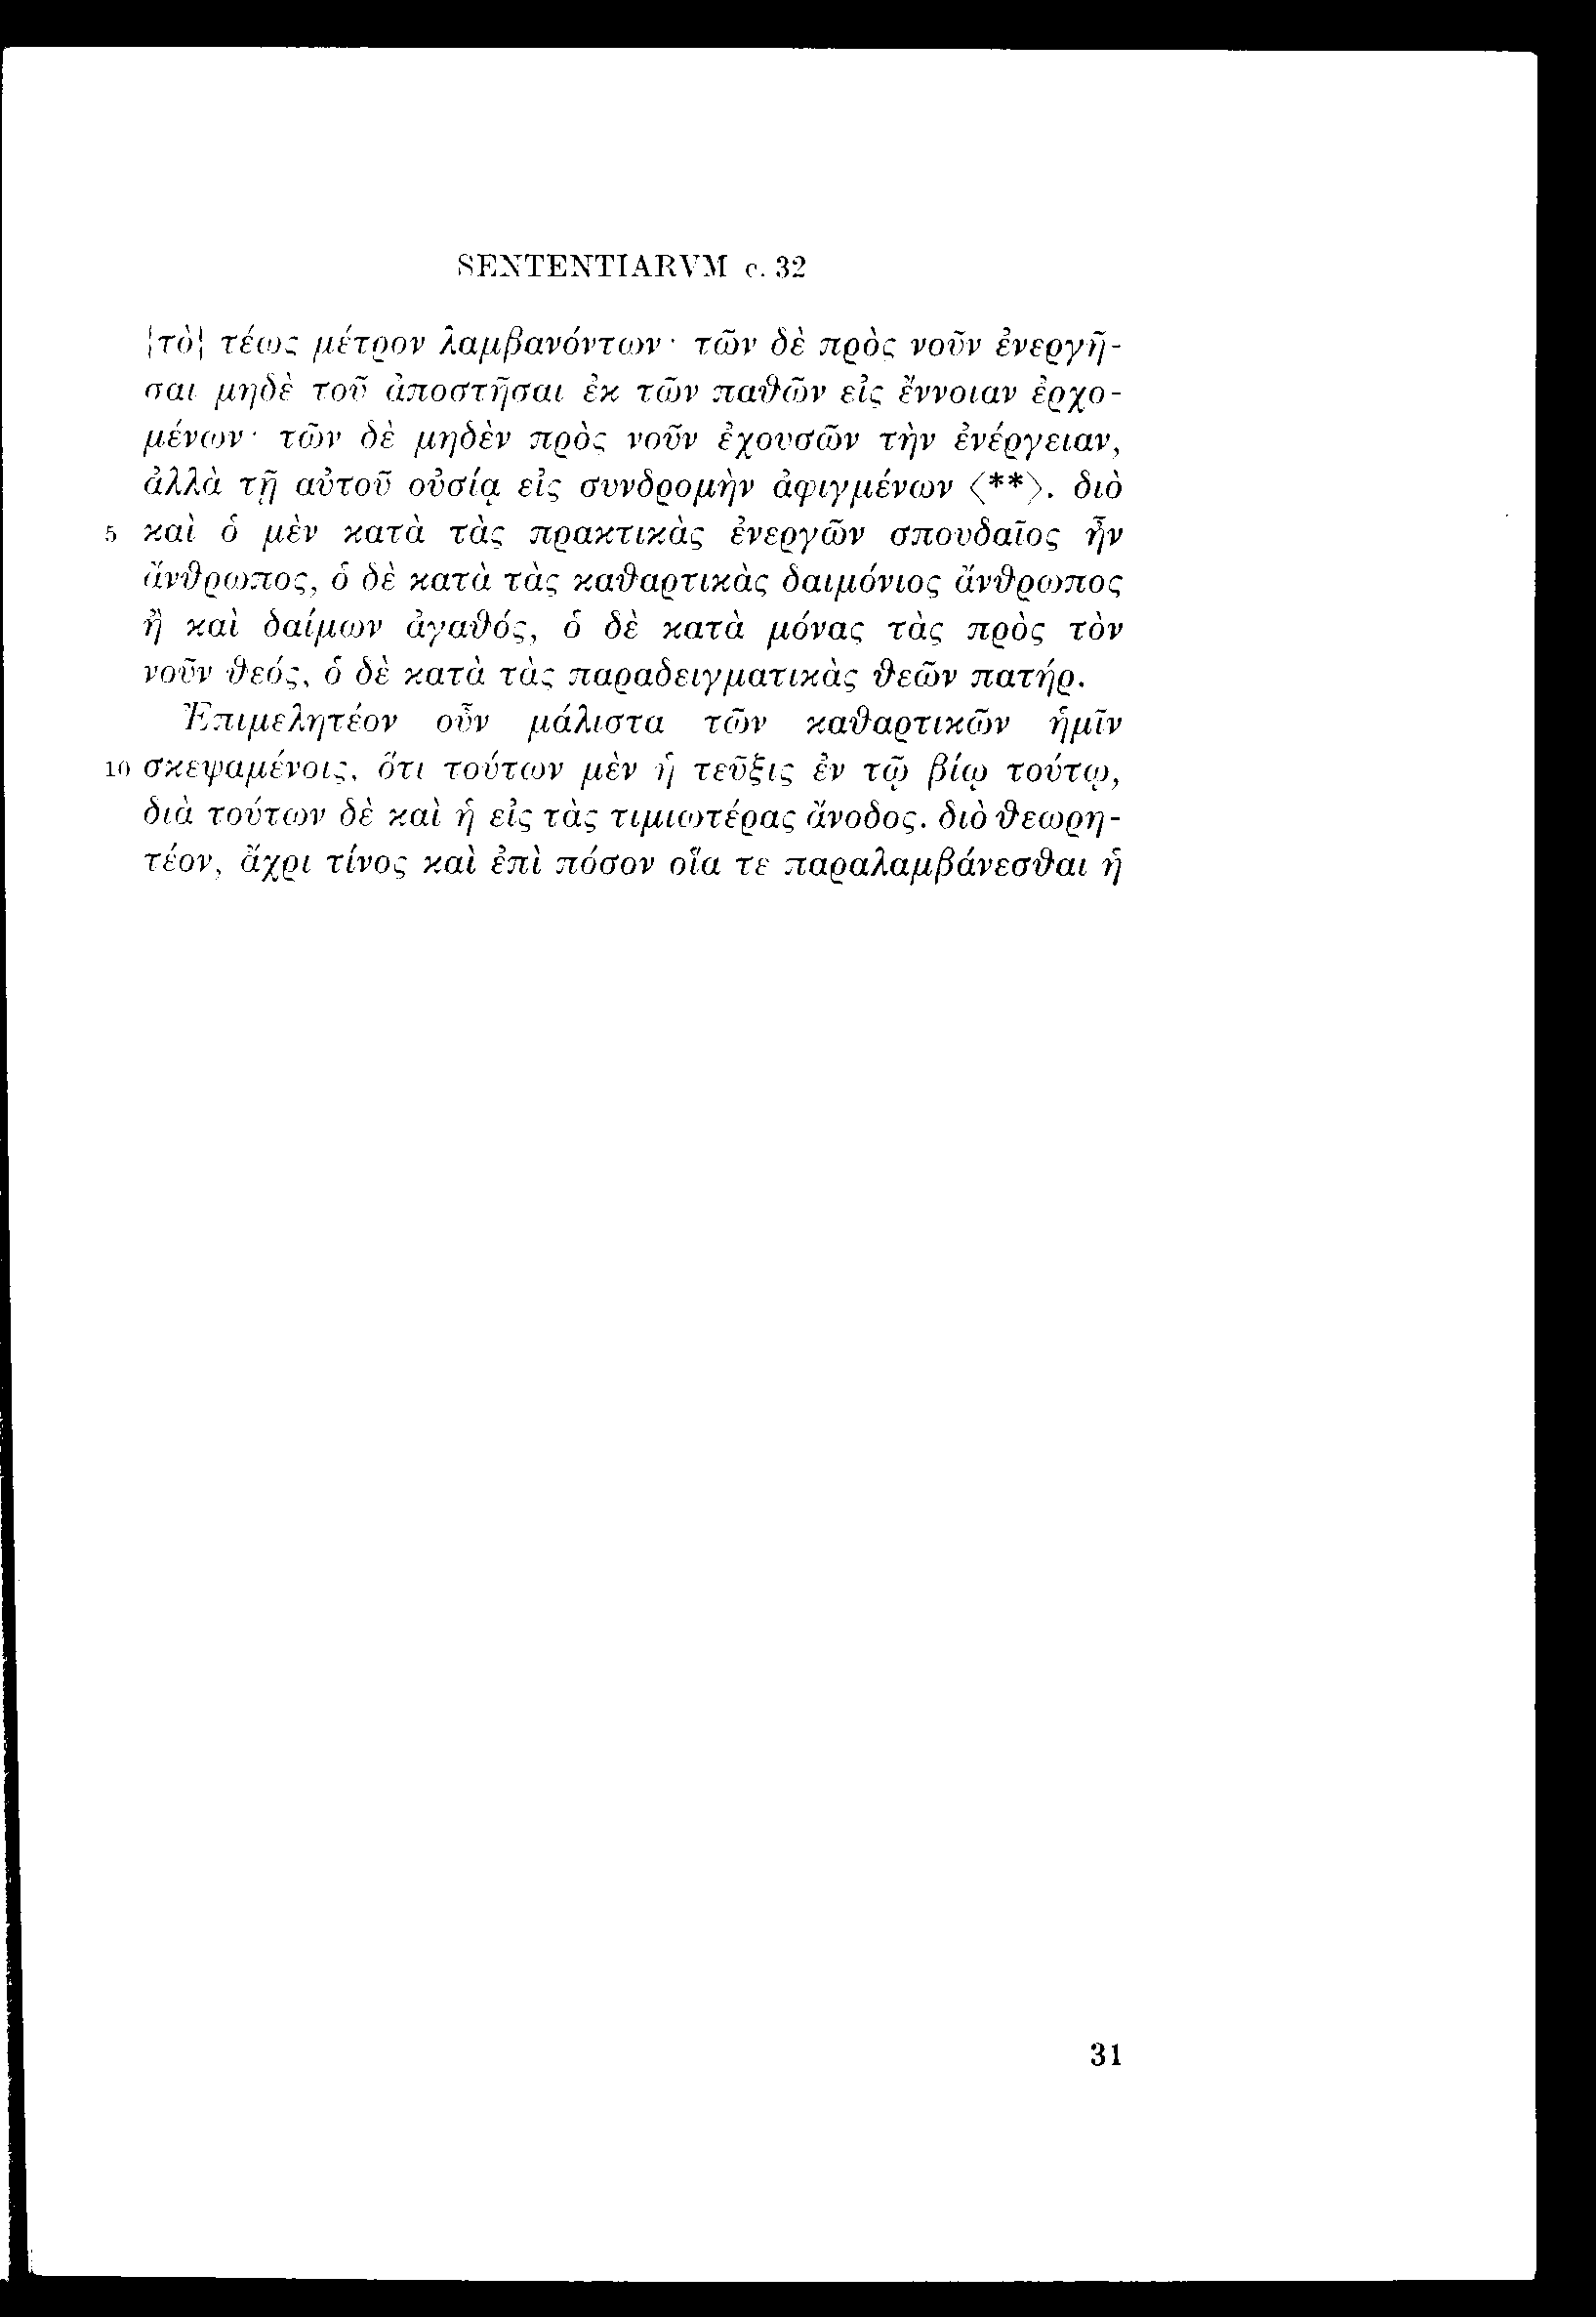 SENTENTIARVM c. 32
{τὸ} τέως μέτρον λαμβανόντων· τῶν δὲ πρὸς νοῦν ἐνεργῆ-
σαι μηδὲ τοῦ ἀποστῆσαι ἐκ τῶν παθῶν εἰς ἔννοιαν ἐρχο-
μένων· τῶν δὲ μηδὲν πρὸς νοῦν ἐχουσῶν τὴν ἐνέργειαν,
ἀλλὰ τῇ αὐτοῦ οὐσίᾳ εἰς συνδρομὴν ἀφιγμένων <**>. διὸ
5 καὶ ὁ μὲν κατὰ τὰς πρακτικὰς ἐνεργῶν σπουδαῖος ἦν
ἄνθρωπος, ὁ δὲ κατὰ τὰς καθαρτικὰς δαιμόνιος ἄνθρωπος
ἢ καὶ δαίμων ἀγαθός, ὁ δὲ κατὰ μόνας τὰς πρὸς τὸν
νοῦν θεός, ὁ δὲ κατὰ τὰς παραδειγματικὰς θεῶν πατήρ.
Ἐπιμελητέον οὖν μάλιστα τῶν καθαρτικῶν ἡμῖν
10 σκεψαμένοις, ὅτι τούτων μὲν ἡ τεῦξις ἐν τῷ βίῳ τούτῳ,
διὰ τούτων δὲ καὶ ἡ εἰς τὰς τιμιωτέρας ἄνοδος. διὸ θεωρη-
τέον, ἄχρι τίνος καὶ ἐπὶ πόσον οἵα τε παραλαμβάνεσθαι ἡ
31